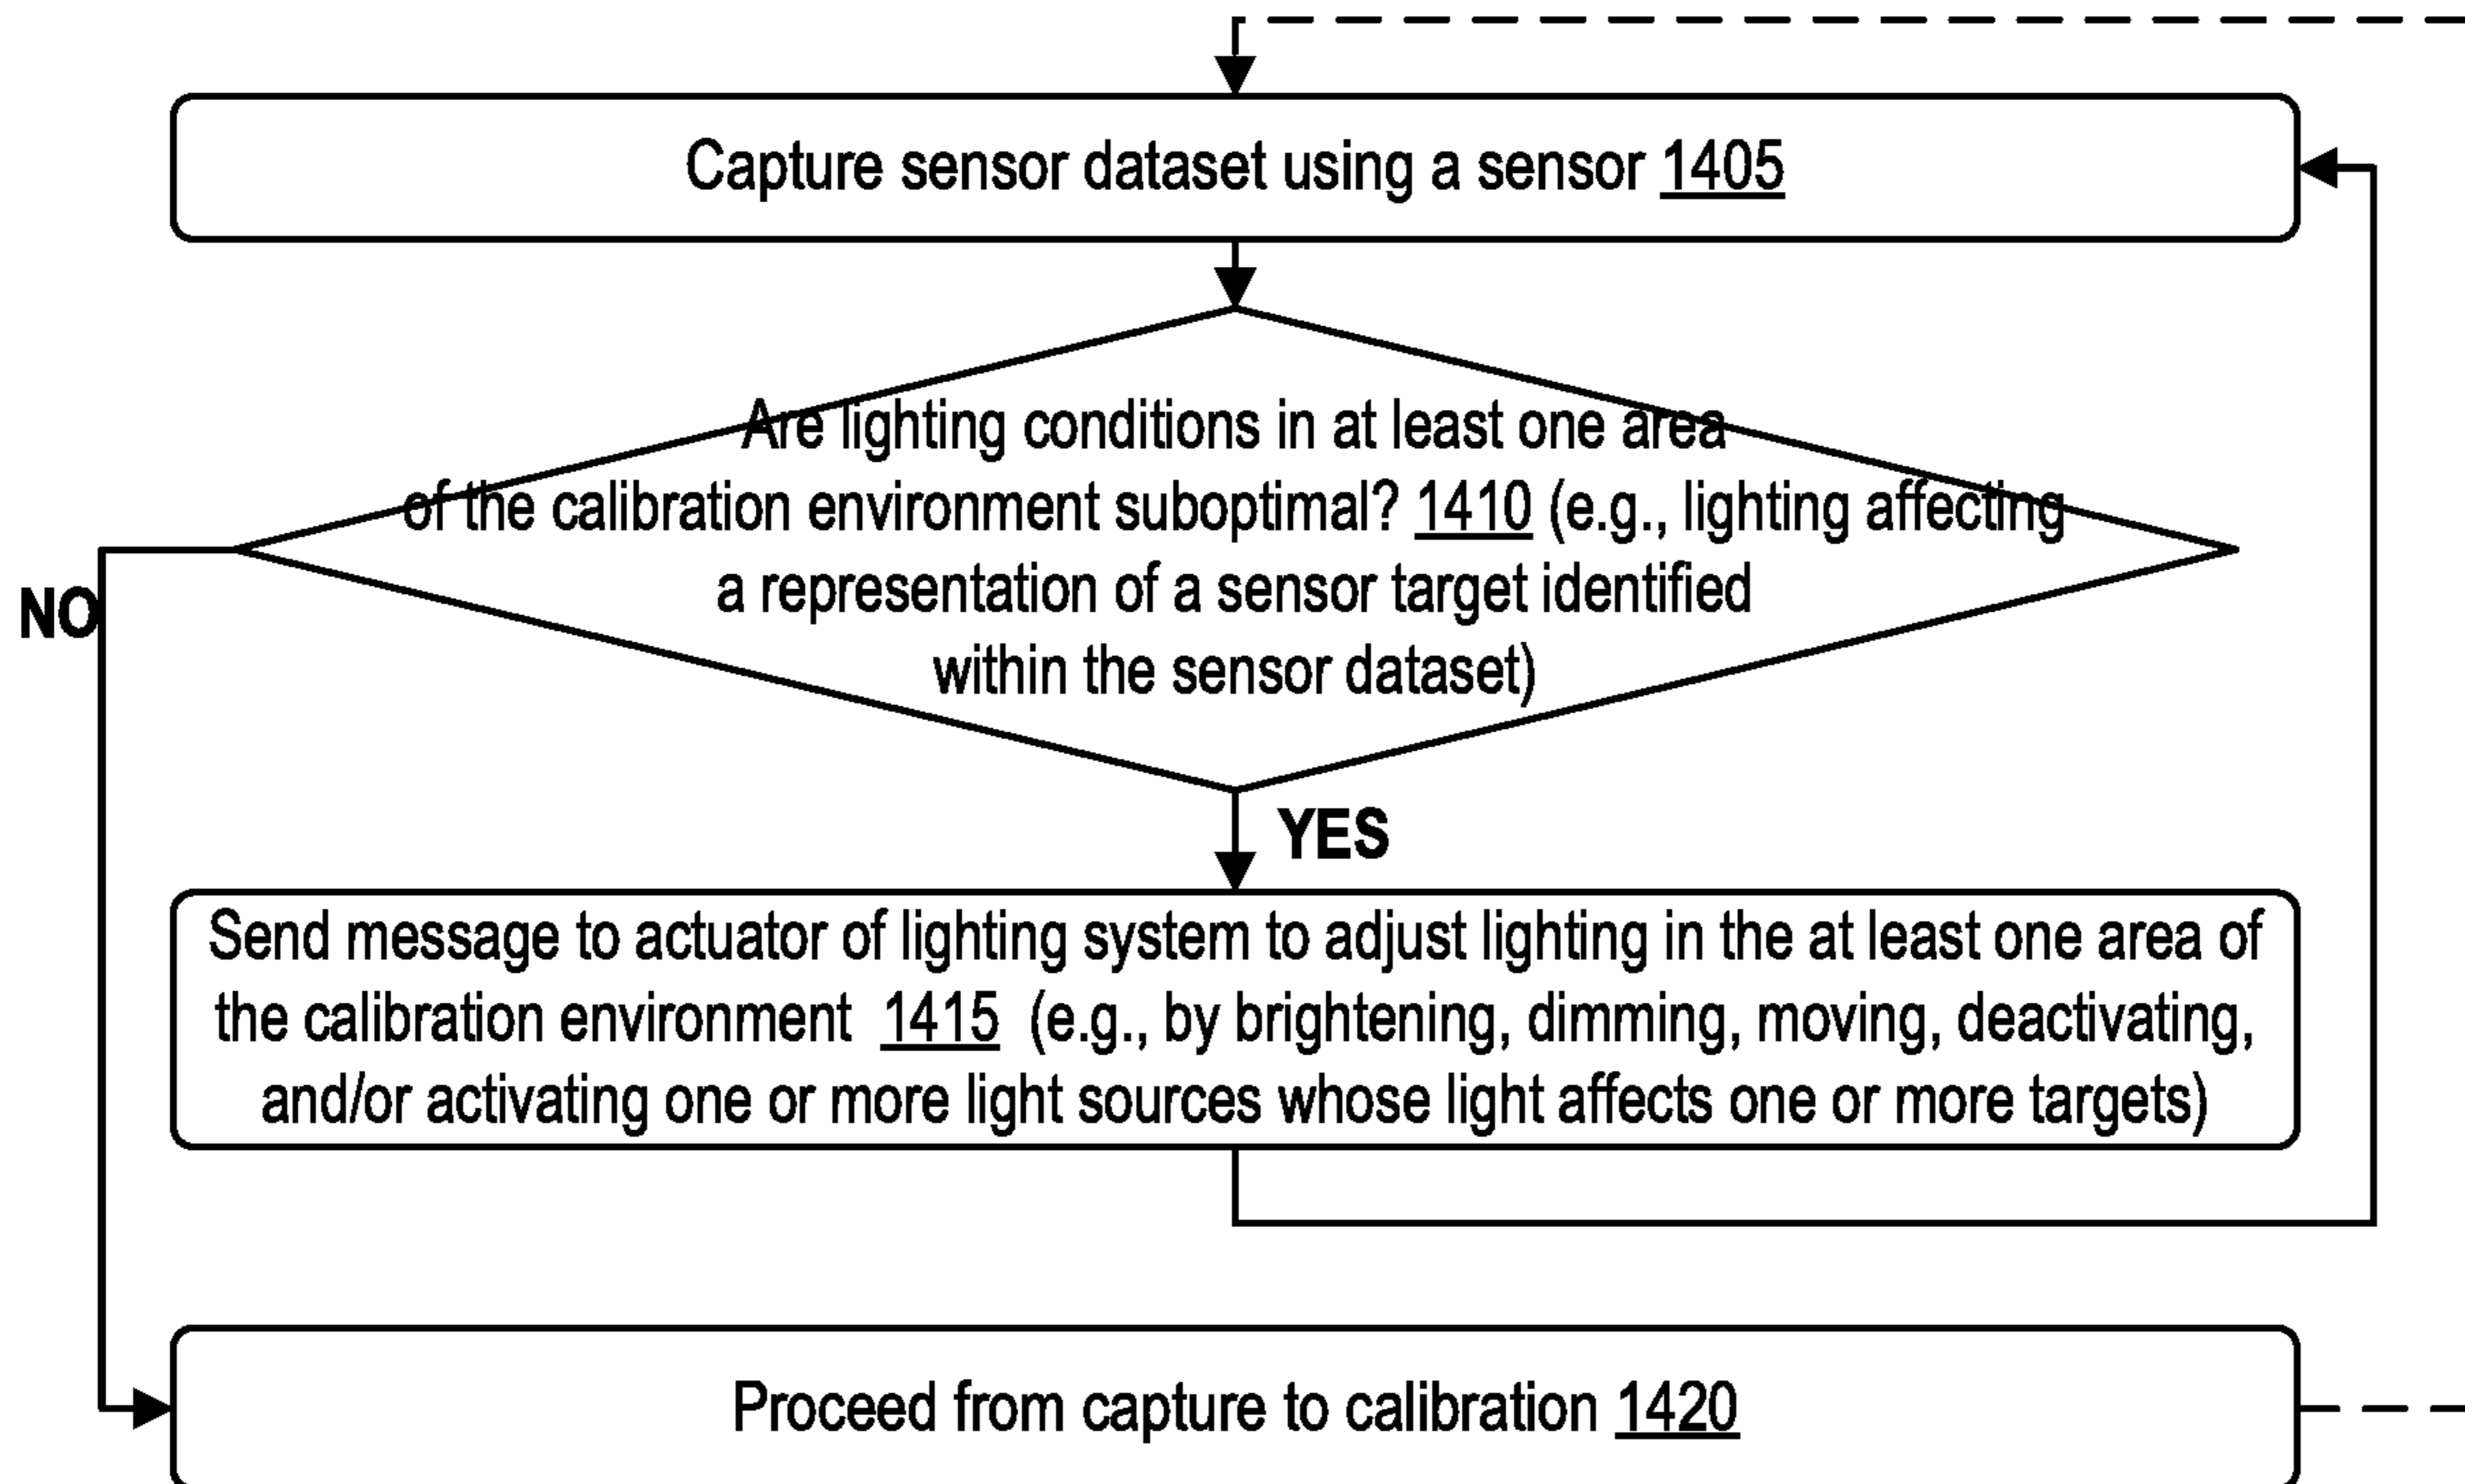 Capture sensor dataset using a sensor 1405
Are lighting conditions in at least one area
of the calibration environment suboptimal? 1410 (e.g., lighting affecting
a representation of a sensor target identified
within the sensor dataset)
NO
YES
Send message to actuator of lighting system to adjust lighting in the at least one area of
the calibration environment 1415 (e.g., by brightening, dimming, moving, deactivating,
and/or activating one or more light sources whose light affects one or more targets)
Proceed from capture to calibration 1420